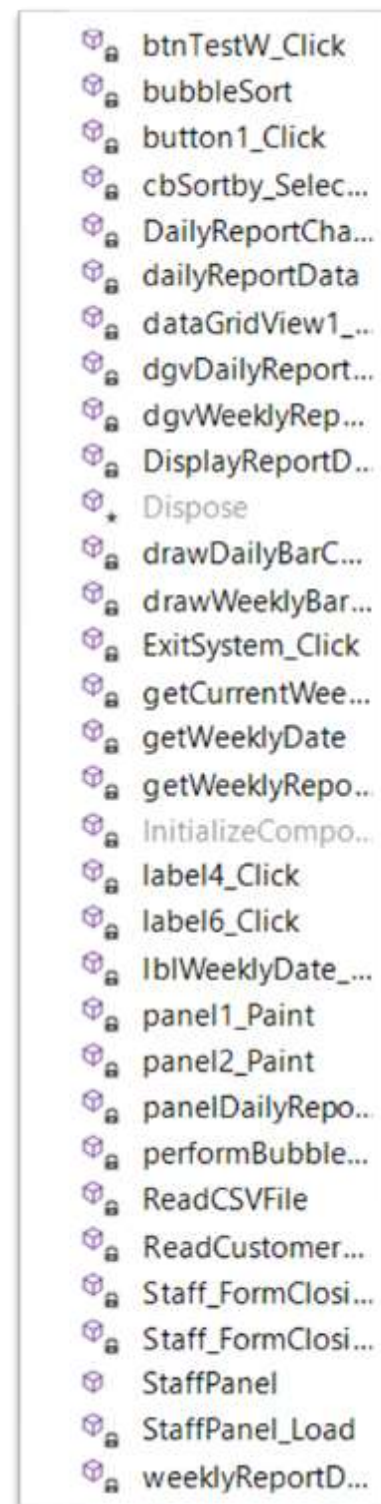 btnTestW_Click
bubbleSort
button1_Click
cbSortby_Selec...
DailyReportCha...
dailyReportData
dataGridView1_...
dgvDailyReport...
dgvWeeklyRep...
DisplayReportD...
Dispose
drawDailyBarC...
drawWeeklyBar...
ExitSystem_Click
getCurrentWee...
getWeeklyDate
getWeeklyRepo...
InitializeCompo...
label4_Click
label6_Click
lblWeeklyDate_...
panel1_Paint
panel2_Paint
panelDailyRepo...
performBubble...
ReadCSVFile
ReadCustomer...
Staff_FormClosi...
Staff_FormClosi...
StaffPanel
StaffPanel_Load
weeklyReportD...